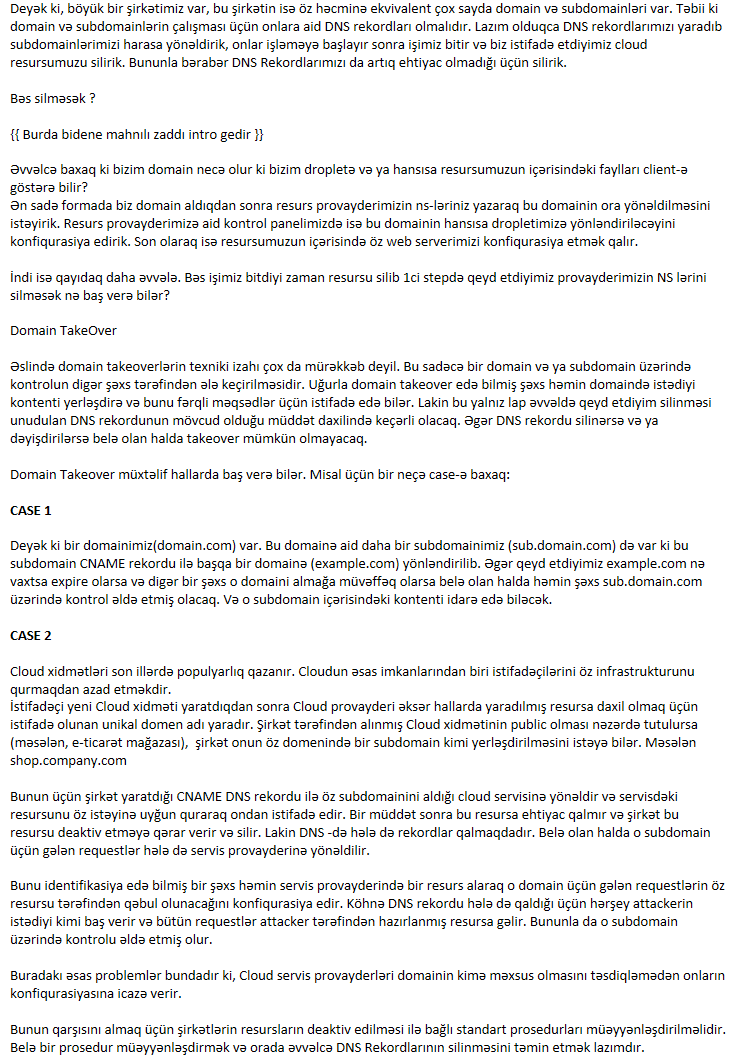 Deyək ki, böyük bir şirkətimiz var, bu şirkətin isə öz həcminə ekvivalent çox sayda domain və subdomainləri var. Təbii ki
domain və subdomainlərin çalışması üçün onlara aid DNS rekordları olmalıdır. Lazım olduqca DNS rekordlarımızı yaradıb
subdomainlərimizi harasa yönəldirik, onlar işləməyə başlayır sonra işimiz bitir və biz istifadə etdiyimiz cloud
resursumuzu silirik. Bununla bərabər DNS Rekordlarımızı da artıq ehtiyac olmadığı üçün silirik.

Bəs silməsək ?

{{ Burda bidene mahnılı zaddı intro gedir }}

Əvvəlcə baxaq ki bizim domain necə olur ki bizim dropletə və ya hansısa resursumuzun içərisindəki faylları client-ə
göstərə bilir?
Ən sadə formada biz domain aldıqdan sonra resurs provayderimizin ns-ləriniz yazaraq bu domainin ora yönəldilməsini
istəyirik. Resurs provayderimizə aid kontrol panelimizdə isə bu domainin hansısa dropletimizə yönləndiriləcəyini
konfiqurasiya edirik. Son olaraq isə resursumuzun içərisində öz web serverimizi konfiqurasiya etmək qalır.

İndi isə qayıdaq daha əvvələ. Bəs işimiz bitdiyi zaman resursu silib 1ci stepdə qeyd etdiyimiz provayderimizin NS lərini
silməsək nə baş verə bilər?

Domain TakeOver

Əslində domain takeoverlərin texniki izahı çox da mürəkkəb deyil. Bu sadəcə bir domain və ya subdomain üzərində
kontrolun digər şəxs tərəfindən ələ keçirilməsidir. Uğurla domain takeover edə bilmiş şəxs həmin domaində istədiyi
kontenti yerləşdirə və bunu fərqli məqsədlər üçün istifadə edə bilər. Lakin bu yalnız lap əvvəldə qeyd etdiyim silinməsi
unudulan DNS rekordunun mövcud olduğu müddət daxilində keçərli olacaq. Əgər DNS rekordu silinərsə və ya
dəyişdirilərsə belə olan halda takeover mümkün olmayacaq.

Domain Takeover müxtəlif hallarda baş verə bilər. Misal üçün bir neçə case-ə baxaq:

CASE 1

Deyək ki bir domainimiz(domain.com) var. Bu domainə aid daha bir subdomainimiz (sub.domain.com) də var ki bu
subdomain CNAME rekordu ilə başqa bir domainə (example.com) yönləndirilib. Əgər qeyd etdiyimiz example.com nə
vaxtsa expire olarsa və digər bir şəxs o domaini almağa müvəffəq olarsa belə olan halda həmin şəxs sub.domain.com
üzərində kontrol əldə etmiş olacaq. Və o subdomain içərisindəki kontenti idarə edə biləcək.

CASE 2

Cloud xidmətləri son illərdə populyarlıq qazanır. Cloudun əsas imkanlarından biri istifadəçilərini öz infrastrukturunu
qurmaqdan azad etməkdir.
İstifadəçi yeni Cloud xidməti yaratdıqdan sonra Cloud provayderi əksər hallarda yaradılmış resursa daxil olmaq üçün
istifadə olunan unikal domen adı yaradır. Şirkət tərəfindən alınmış Cloud xidmətinin public olması nəzərdə tutulursa
(məsələn, e-ticarət mağazası),  şirkət onun öz domenində bir subdomain kimi yerləşdirilməsini istəyə bilər. Məsələn
shop.company.com

Bunun üçün şirkət yaratdığı CNAME DNS rekordu ilə öz subdomainini aldığı cloud servisinə yönəldir və servisdəki
resursunu öz istəyinə uyğun quraraq ondan istifadə edir. Bir müddət sonra bu resursa ehtiyac qalmır və şirkət bu
resursu deaktiv etməyə qərar verir və silir. Lakin DNS -də hələ də rekordlar qalmaqdadır. Belə olan halda o subdomain
üçün gələn requestlər hələ də servis provayderinə yönəldilir.

Bunu identifikasiya edə bilmiş bir şəxs həmin servis provayderində bir resurs alaraq o domain üçün gələn requestlərin öz
resursu tərəfindən qəbul olunacağını konfiqurasiya edir. Köhnə DNS rekordu hələ də qaldığı üçün hərşey attackerin
istədiyi kimi baş verir və bütün requestlər attacker tərəfindən hazırlanmış resursa gəlir. Bununla da o subdomain
üzərində kontrolu əldə etmiş olur.

Buradakı əsas problemlər bundadır ki, Cloud servis provayderləri domainin kimə məxsus olmasını təsdiqləmədən onların
konfiqurasiyasına icazə verir.

Bunun qarşısını almaq üçün şirkətlərin resursların deaktiv edilməsi ilə bağlı standart prosedurları müəyyənləşdirilməlidir.
Belə bir prosedur müəyyənləşdirmək və orada əvvəlcə DNS Rekordlarının silinməsini təmin etmək lazımdır.